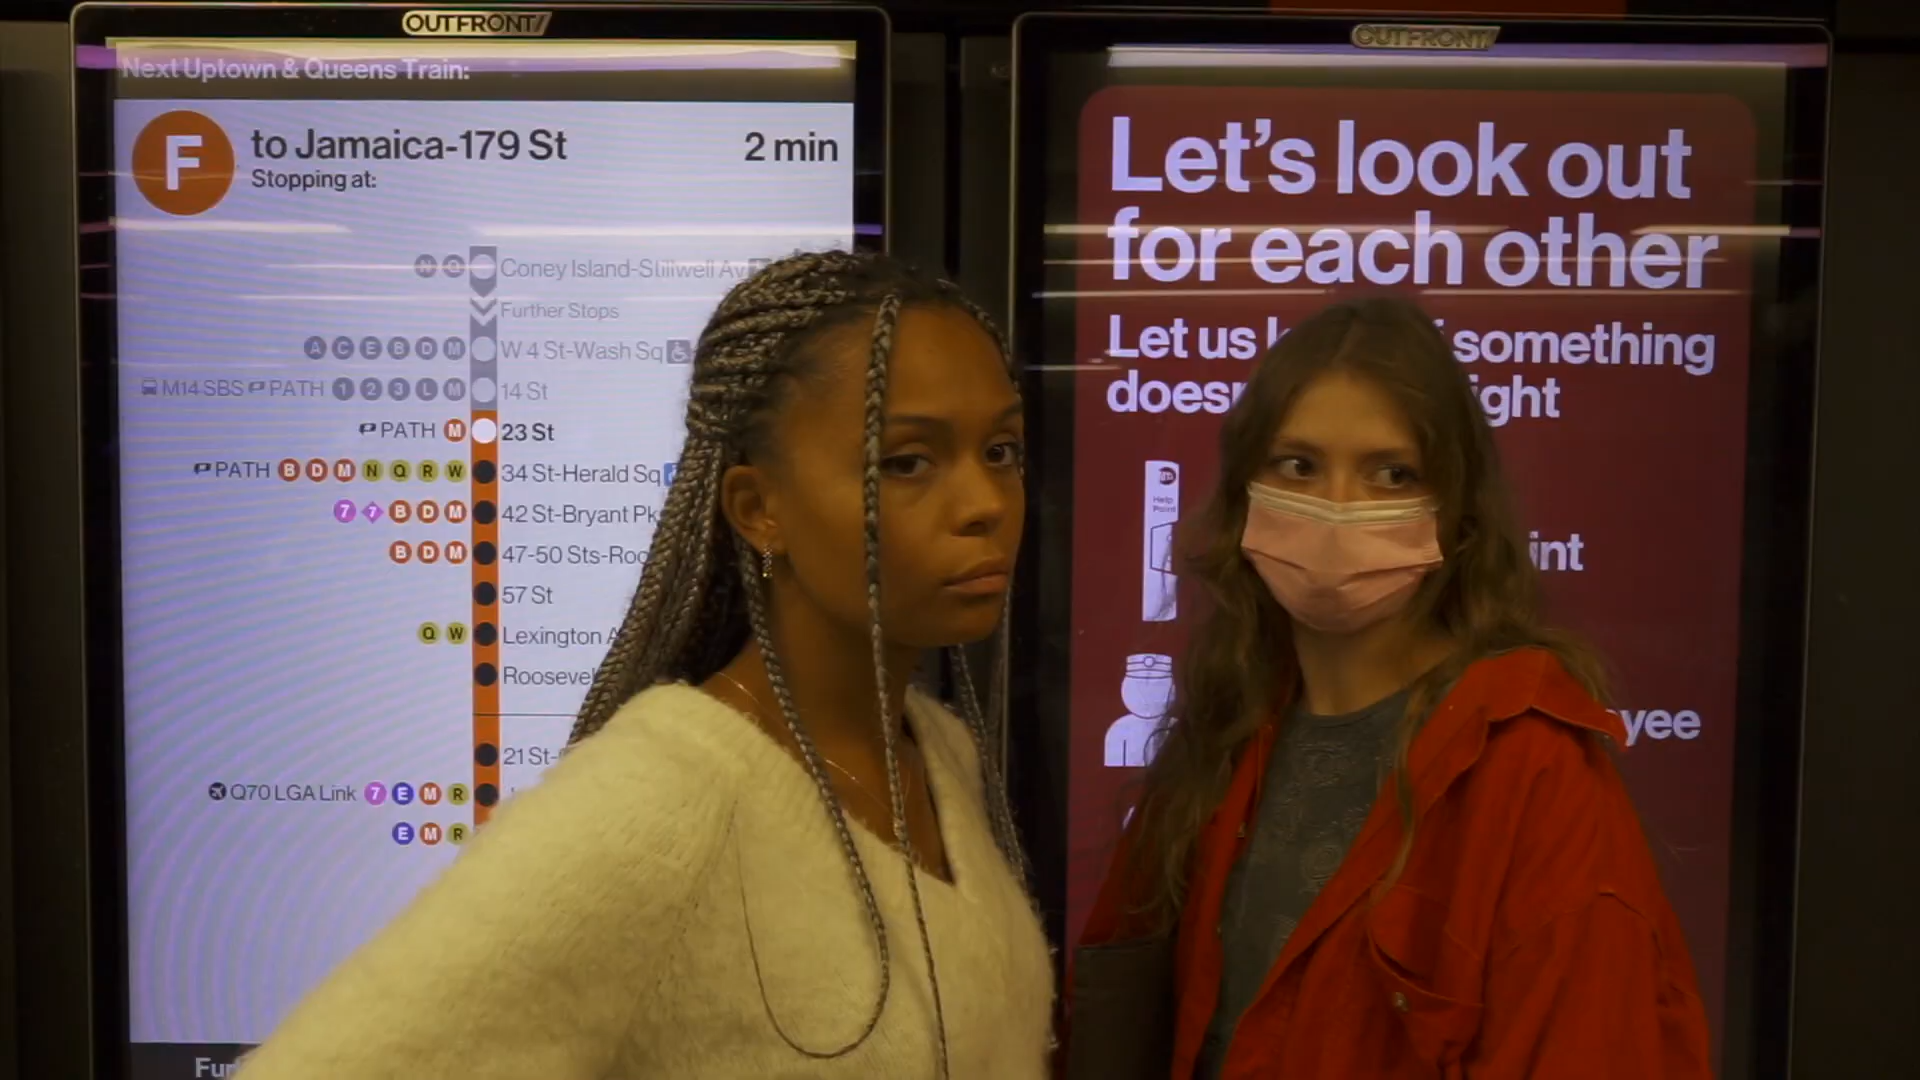 OUTFRONT/
Next Uptown & Queens Train:
F to Jamaica-179 St 2 min
Stopping at:
N Q Coney Island-Stillwell Av
Further Stops
A C E B D M W 4 St-Wash Sq
M14 SBS PATH 1 2 3 L M 14 St
PATH M 23 St
PATH B D M N Q R W 34 St-Herald Sq
7 7 B D M 42 St-Bryant Pk
B D M 47-50 Sts-Roc
57 St
Q W Lexington A
Roosevel
21 St-
Q70 LGA Link 7 E M R
E M R
OUTFRONT/
Let's look out
for each other
Let us something
doesn ight
Help
Point
int
yee